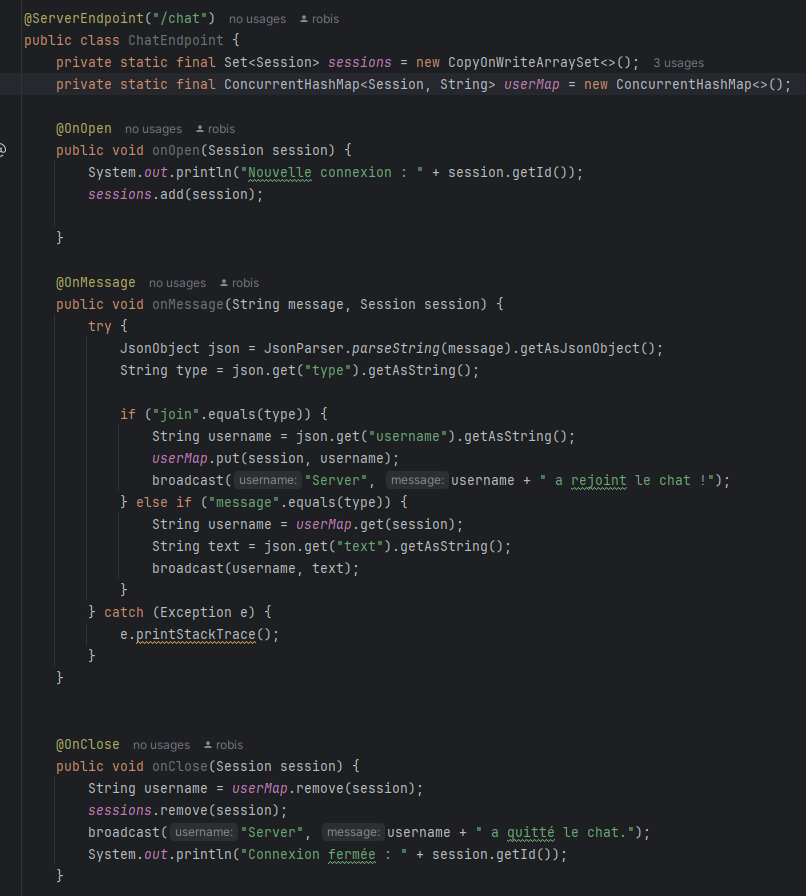 @ServerEndpoint("/chat") no usages robis
public class ChatEndpoint {
    private static final Set<Session> sessions = new CopyOnWriteArraySet<>(); 3 usages
    private static final ConcurrentHashMap<Session, String> userMap = new ConcurrentHashMap<>();
    @OnOpen no usages robis
    public void onOpen(Session session) {
        System.out.println("Nouvelle connexion : " + session.getId());
        sessions.add(session);
    }
    @OnMessage no usages robis
    public void onMessage(String message, Session session) {
        try {
            JsonObject json = JsonParser.parseString(message).getAsJsonObject();
            String type = json.get("type").getAsString();
            if ("join".equals(type)) {
                String username = json.get("username").getAsString();
                userMap.put(session, username);
                broadcast( username: "Server", message: username + " a rejoint le chat !");
            } else if ("message".equals(type)) {
                String username = userMap.get(session);
                String text = json.get("text").getAsString();
                broadcast(username, text);
            }
        } catch (Exception e) {
            e.printStackTrace();
        }
    }
    @OnClose no usages robis
    public void onClose(Session session) {
        String username = userMap.remove(session);
        sessions.remove(session);
        broadcast( username: "Server", message: username + " a quitté le chat.");
        System.out.println("Connexion fermée : " + session.getId());
    }